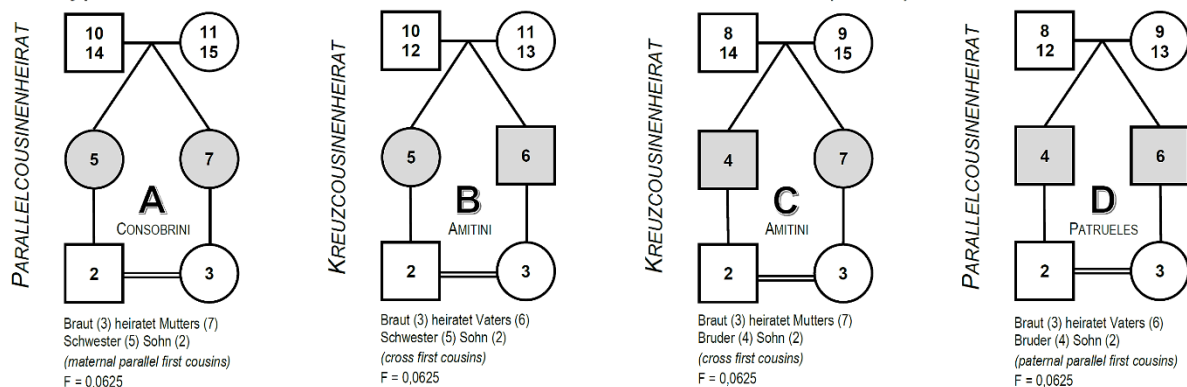 PARALLELCOUSINENHEIRAT
10
14
11
15
5
7
A
CONSOBRINI
2
3
Braut (3) heiratet Mutters (7)
Schwester (5) Sohn (2)
(maternal parallel first cousins)
F = 0.0625
KREUZCOUSINENHEIRAT
10
12
11
13
5
6
B
AMITINI
2
3
Braut (3) heiratet Vaters (6)
Schwester (5) Sohn (2)
(cross first cousins)
F = 0,0625
KREUZCOUSINENHEIRAT
8
14
9
15
4
7
C
AMITINI
2
3
Braut (3) heiratet Mutters (7)
Bruder (4) Sohn (2)
(cross first cousins)
F = 0,0625
PARALLELCOUSINENHEIRAT
8
12
9
13
4
6
D
PATRUELES
2
3
Braut (3) heiratet Vaters (6)
Bruder (4) Sohn (2)
(paternal parallel first cousins)
F = 0,0625